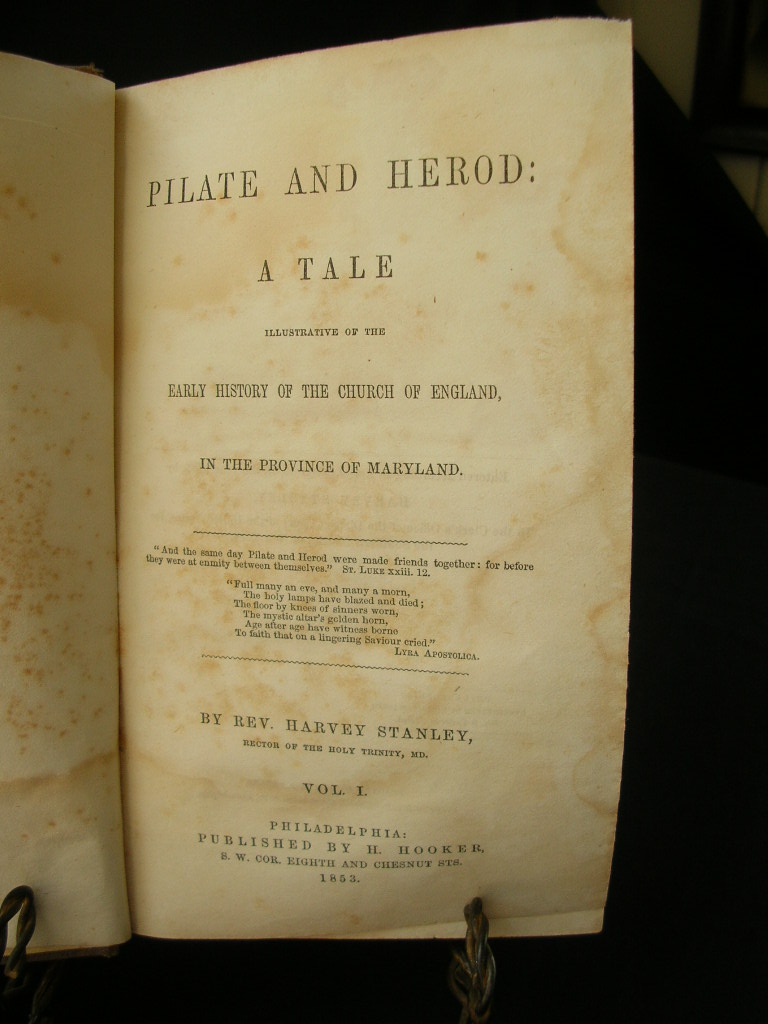 PILATE AND HEROD:
A TALE
ILLUSTRATIVE OF THE
EARLY HISTORY OF THE CHURCH OF ENGLAND,
IN THE PROVINCE OF MARYLAND.
"And the same day Pilate and Herod were made friends together: for before
they were at enmity between themselves." ST. LUKE xxiii. 12.
"Full many an eve, and many a morn,
The holy lamps have blazed and died;
The floor by knees of sinners worn,
The mystic altar's golden horn,
Age after age have witness borne
To faith that on a lingering Saviour cried."
LYRA APOSTOLICA.
BY REV. HARVEY STANLEY,
RECTOR OF THE HOLY TRINITY, MD.
VOL. I.
PHILADELPHIA:
PUBLISHED BY H. HOOKER,
S. W. COR. EIGHTH AND CHESNUT STS.
1853.